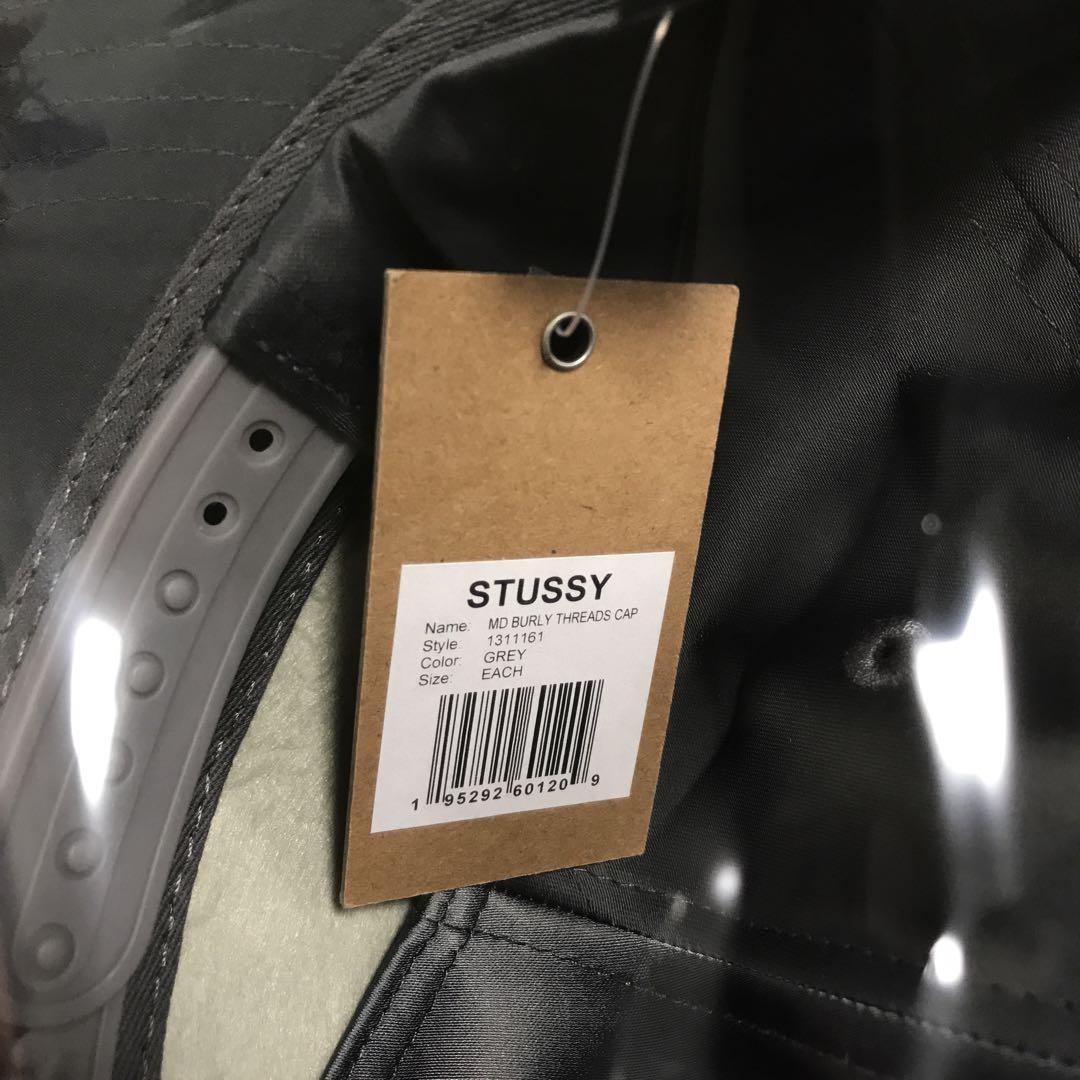 STUSSY
Name: MD BURLY THREADS CAP
Style: 1311161
Color: GREY
Size: EACH
1 95292 60120 9